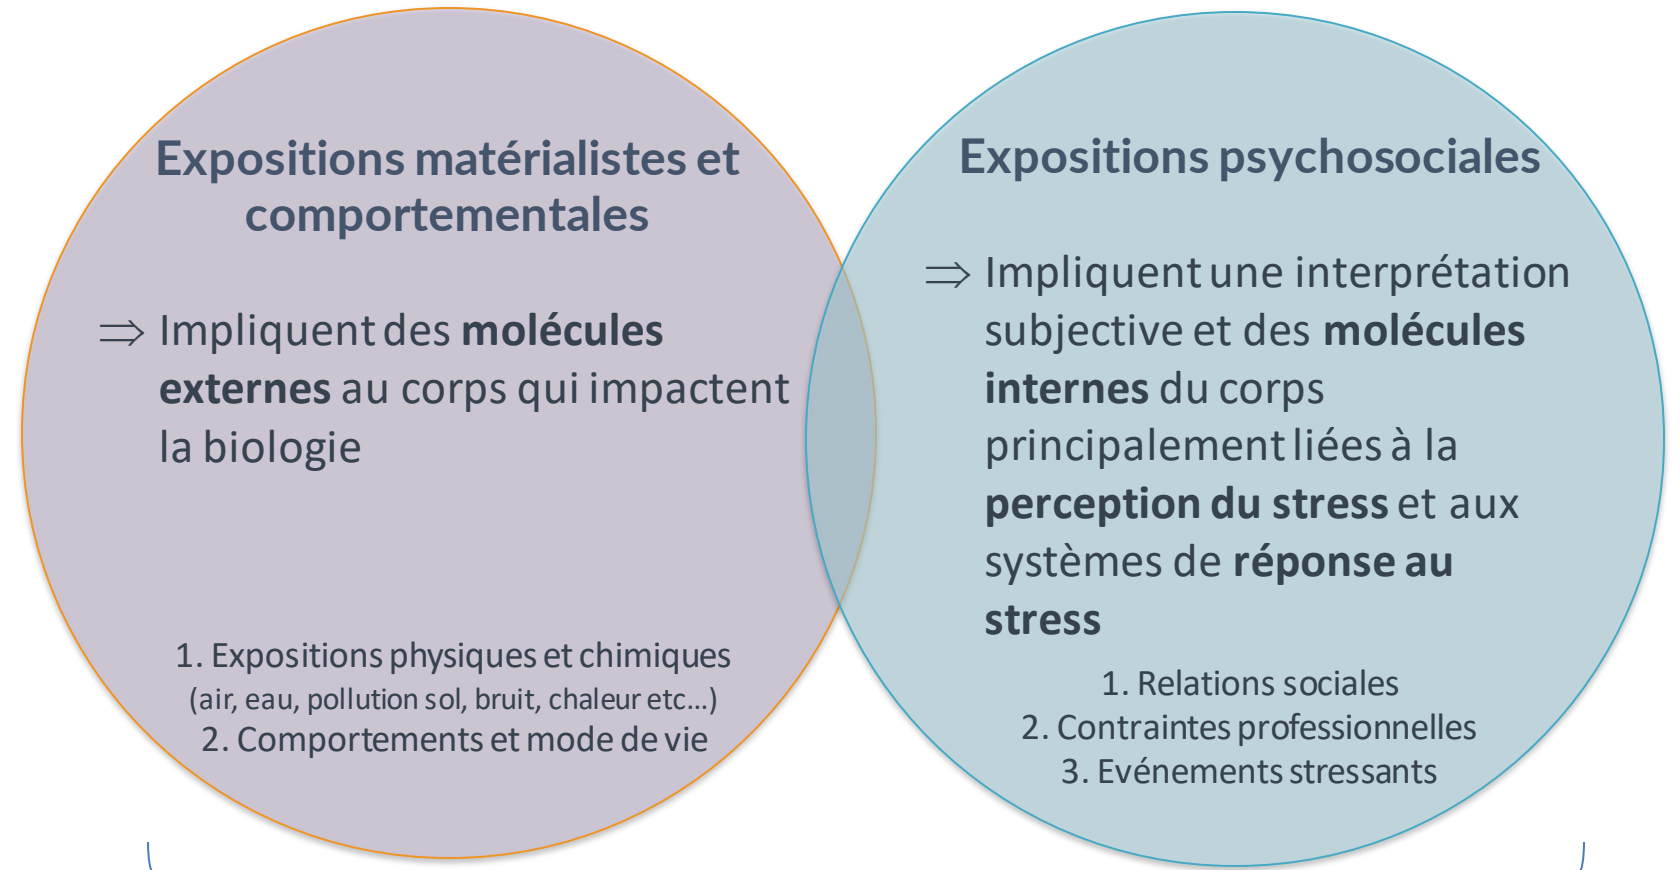 Expositions matérialistes et
comportementales
⇒ Impliquent des molécules
externes au corps qui impactent
la biologie
1. Expositions physiques et chimiques
(air, eau, pollution sol, bruit, chaleur etc...)
2. Comportements et mode de vie
Expositions psychosociales
⇒ Impliquent une interprétation
subjective et des molécules
internes du corps
principalement liées à la
perception du stress et aux
systèmes de réponse au
stress
1. Relations sociales
2. Contraintes professionnelles
3. Evénements stressants